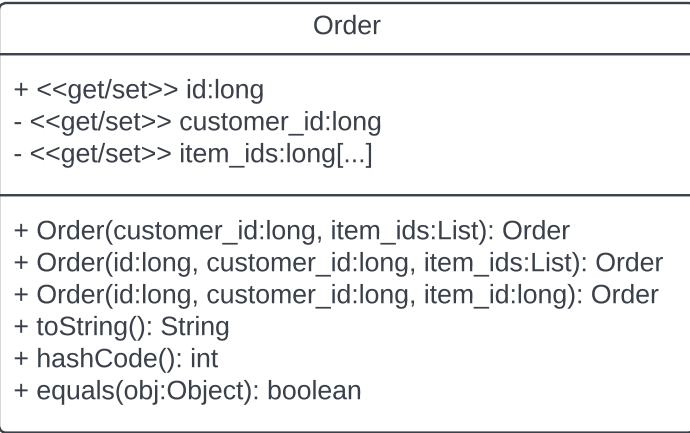 Order
+ <<get/set>> id:long
- <<get/set>> customer_id:long
- <<get/set>> item_ids:long[...]
+ Order(customer_id:long, item_ids:List): Order
+ Order(id:long, customer_id:long, item_ids:List): Order
+ Order(id:long, customer_id:long, item_id:long): Order
+ toString(): String
+ hashCode(): int
+ equals(obj:Object): boolean